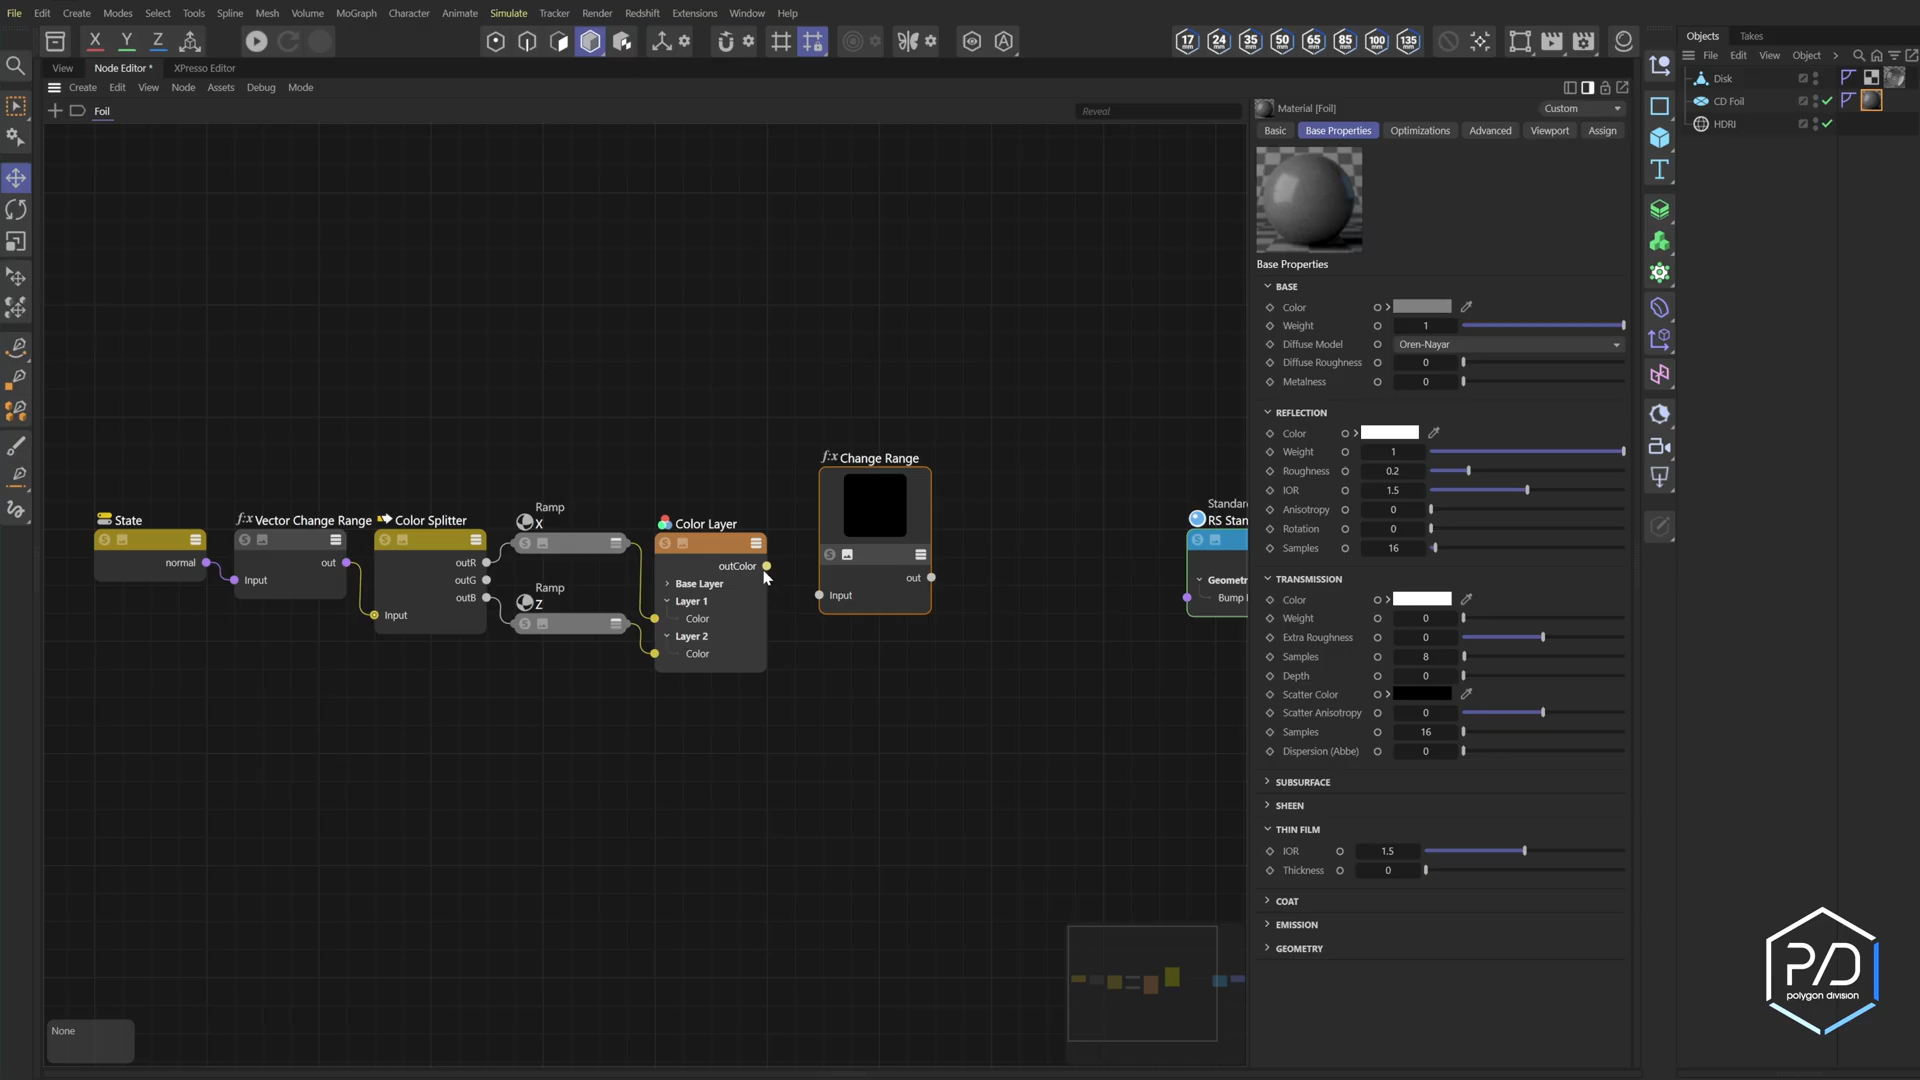 File Edit Create Modes Select Tools Spline Mesh Volume MoGraph Character Animate Simulate Tracker Render Redshift Extensions Window Help
X Y Z
17 mm 24 mm 35 mm 50 mm 65 mm 85 mm 100 mm 135 mm
Objects Takes
File Edit View Object
Disk
CD Foil
HDRI
View Node Editor * XPresso Editor
Create Edit View Node Assets Debug Mode
Foil
Reveal
State
normal
f:x Vector Change Range
out
Input
Color Splitter
outR
outG
outB
Input
Ramp
X
Ramp
Z
Color Layer
outColor
Base Layer
Layer 1
Color
Layer 2
Color
f:x Change Range
out
Input
Standar
RS Stan
Geometr
Bump
None
Material [Foil]
Custom
Basic Base Properties Optimizations Advanced Viewport Assign
Base Properties
BASE
Color
Weight 1
Diffuse Model Oren-Nayar
Diffuse Roughness 0
Metalness 0
REFLECTION
Color
Weight 1
Roughness 0.2
IOR 1.5
Anisotropy 0
Rotation 0
Samples 16
TRANSMISSION
Color
Weight 0
Extra Roughness 0
Samples 8
Depth 0
Scatter Color
Scatter Anisotropy 0
Samples 16
Dispersion (Abbe) 0
SUBSURFACE
SHEEN
THIN FILM
IOR 1.5
Thickness 0
COAT
EMISSION
GEOMETRY
P/D
polygon division